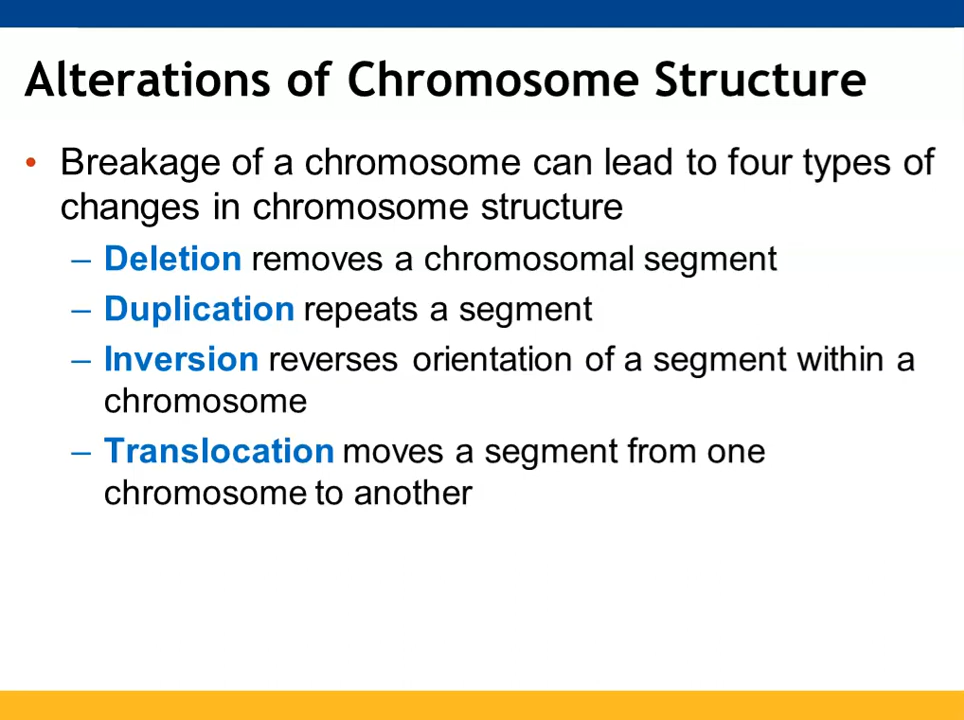 Alterations of Chromosome Structure
• Breakage of a chromosome can lead to four types of
changes in chromosome structure
– Deletion removes a chromosomal segment
– Duplication repeats a segment
– Inversion reverses orientation of a segment within a
chromosome
– Translocation moves a segment from one
chromosome to another